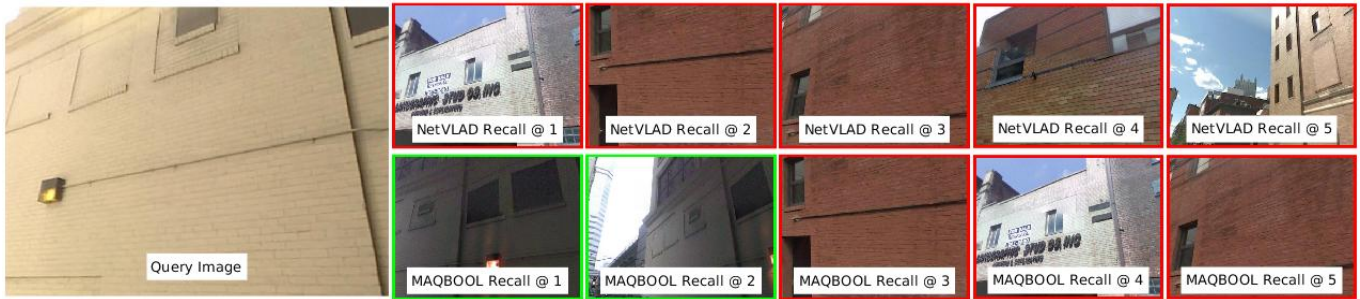 Query Image
NetVLAD Recall @ 1
NetVLAD Recall @ 2
NetVLAD Recall @ 3
NetVLAD Recall @ 4
NetVLAD Recall @ 5
MAQBOOL Recall @ 1
MAQBOOL Recall @ 2
MAQBOOL Recall @ 3
MAQBOOL Recall @ 4
MAQBOOL Recall @ 5